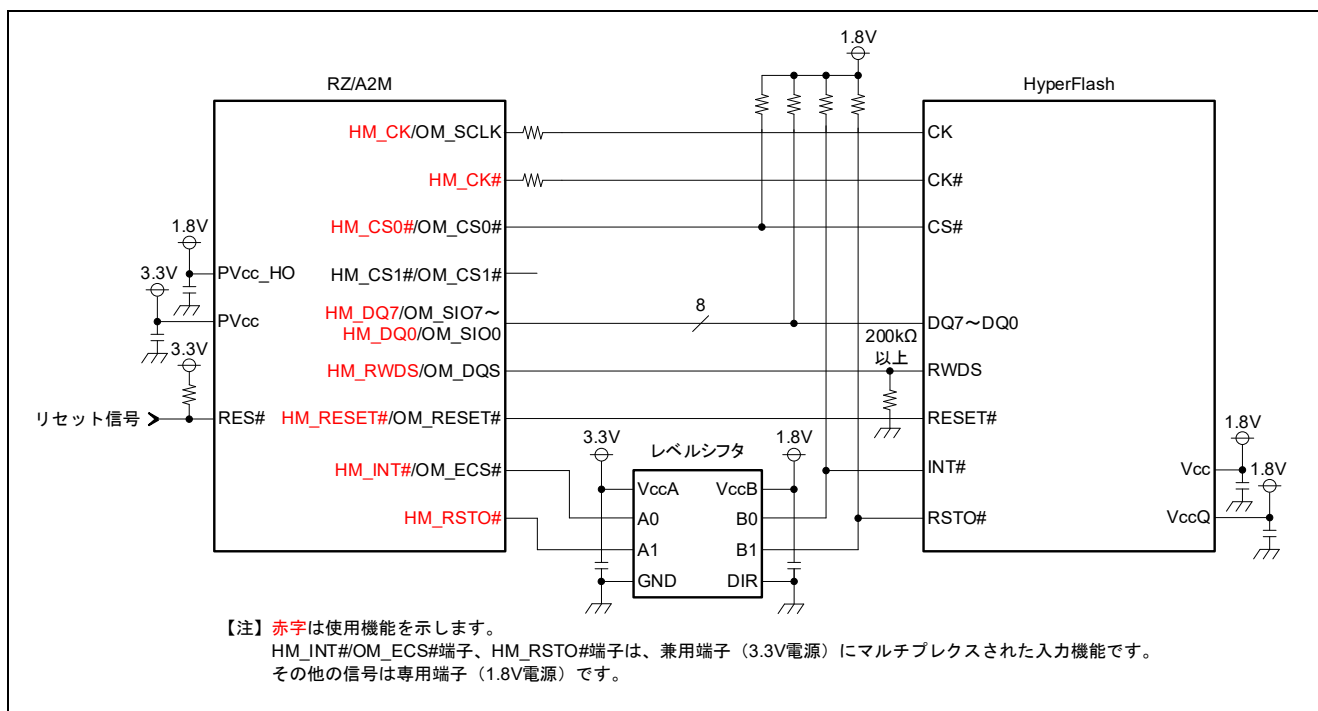 1.8V
RZ/A2M
HyperFlash
HM_CK/OM_SCLK
CK
HM_CK#
CK#
HM_CS0#/OM_CS0#
CS#
1.8V
PVcc_HO
HM_CS1#/OM_CS1#
3.3V
PVcc
HM_DQ7/OM_SIO7～
HM_DQ0/OM_SIO0
8
DQ7～DQ0
3.3V
200kΩ
以上
HM_RWDS/OM_DQS
RWDS
リセット信号
RES#
HM_RESET#/OM_RESET#
RESET#
3.3V
レベルシフタ
1.8V
1.8V
HM_INT#/OM_ECS#
INT#
Vcc
1.8V
VccA
VccB
HM_RSTO#
A0
B0
RSTO#
VccQ
A1
B1
GND
DIR
【注】赤字は使用機能を示します。
HM_INT#/OM_ECS#端子、HM_RSTO#端子は、兼用端子（3.3V電源）にマルチプレクスされた入力機能です。
その他の信号は専用端子（1.8V電源）です。